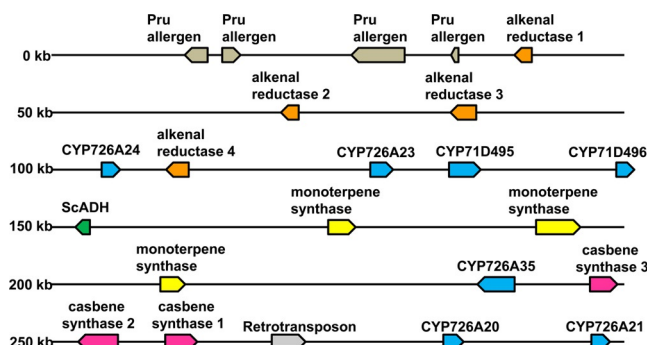 Pru
allergen
Pru
allergen
Pru
allergen
Pru
allergen
alkenal
reductase 1
0 kb
alkenal
reductase 2
alkenal
reductase 3
50 kb
CYP726A24
alkenal
reductase 4
CYP726A23
CYP71D495
CYP71D496
100 kb
ScADH
monoterpene
synthase
monoterpene
synthase
150 kb
monoterpene
synthase
CYP726A35
casbene
synthase 3
200 kb
casbene
synthase 2
casbene
synthase 1
Retrotransposon
CYP726A20
CYP726A21
250 kb